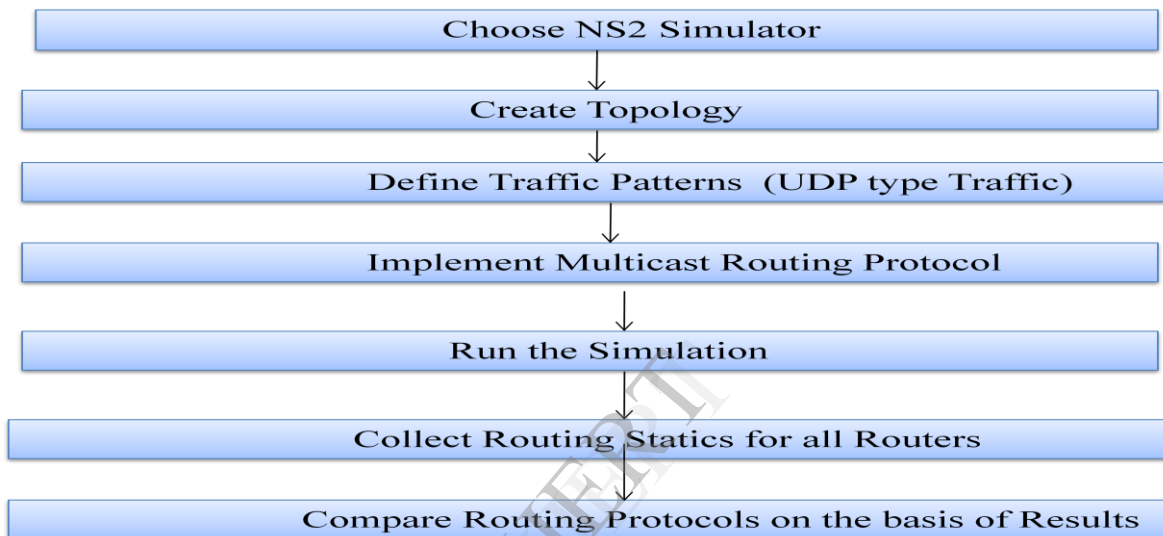 Choose NS2 Simulator
Create Topology
Define Traffic Patterns (UDP type Traffic)
Implement Multicast Routing Protocol
Run the Simulation
Collect Routing Statics for all Routers
Compare Routing Protocols on the basis of Results
IJERT